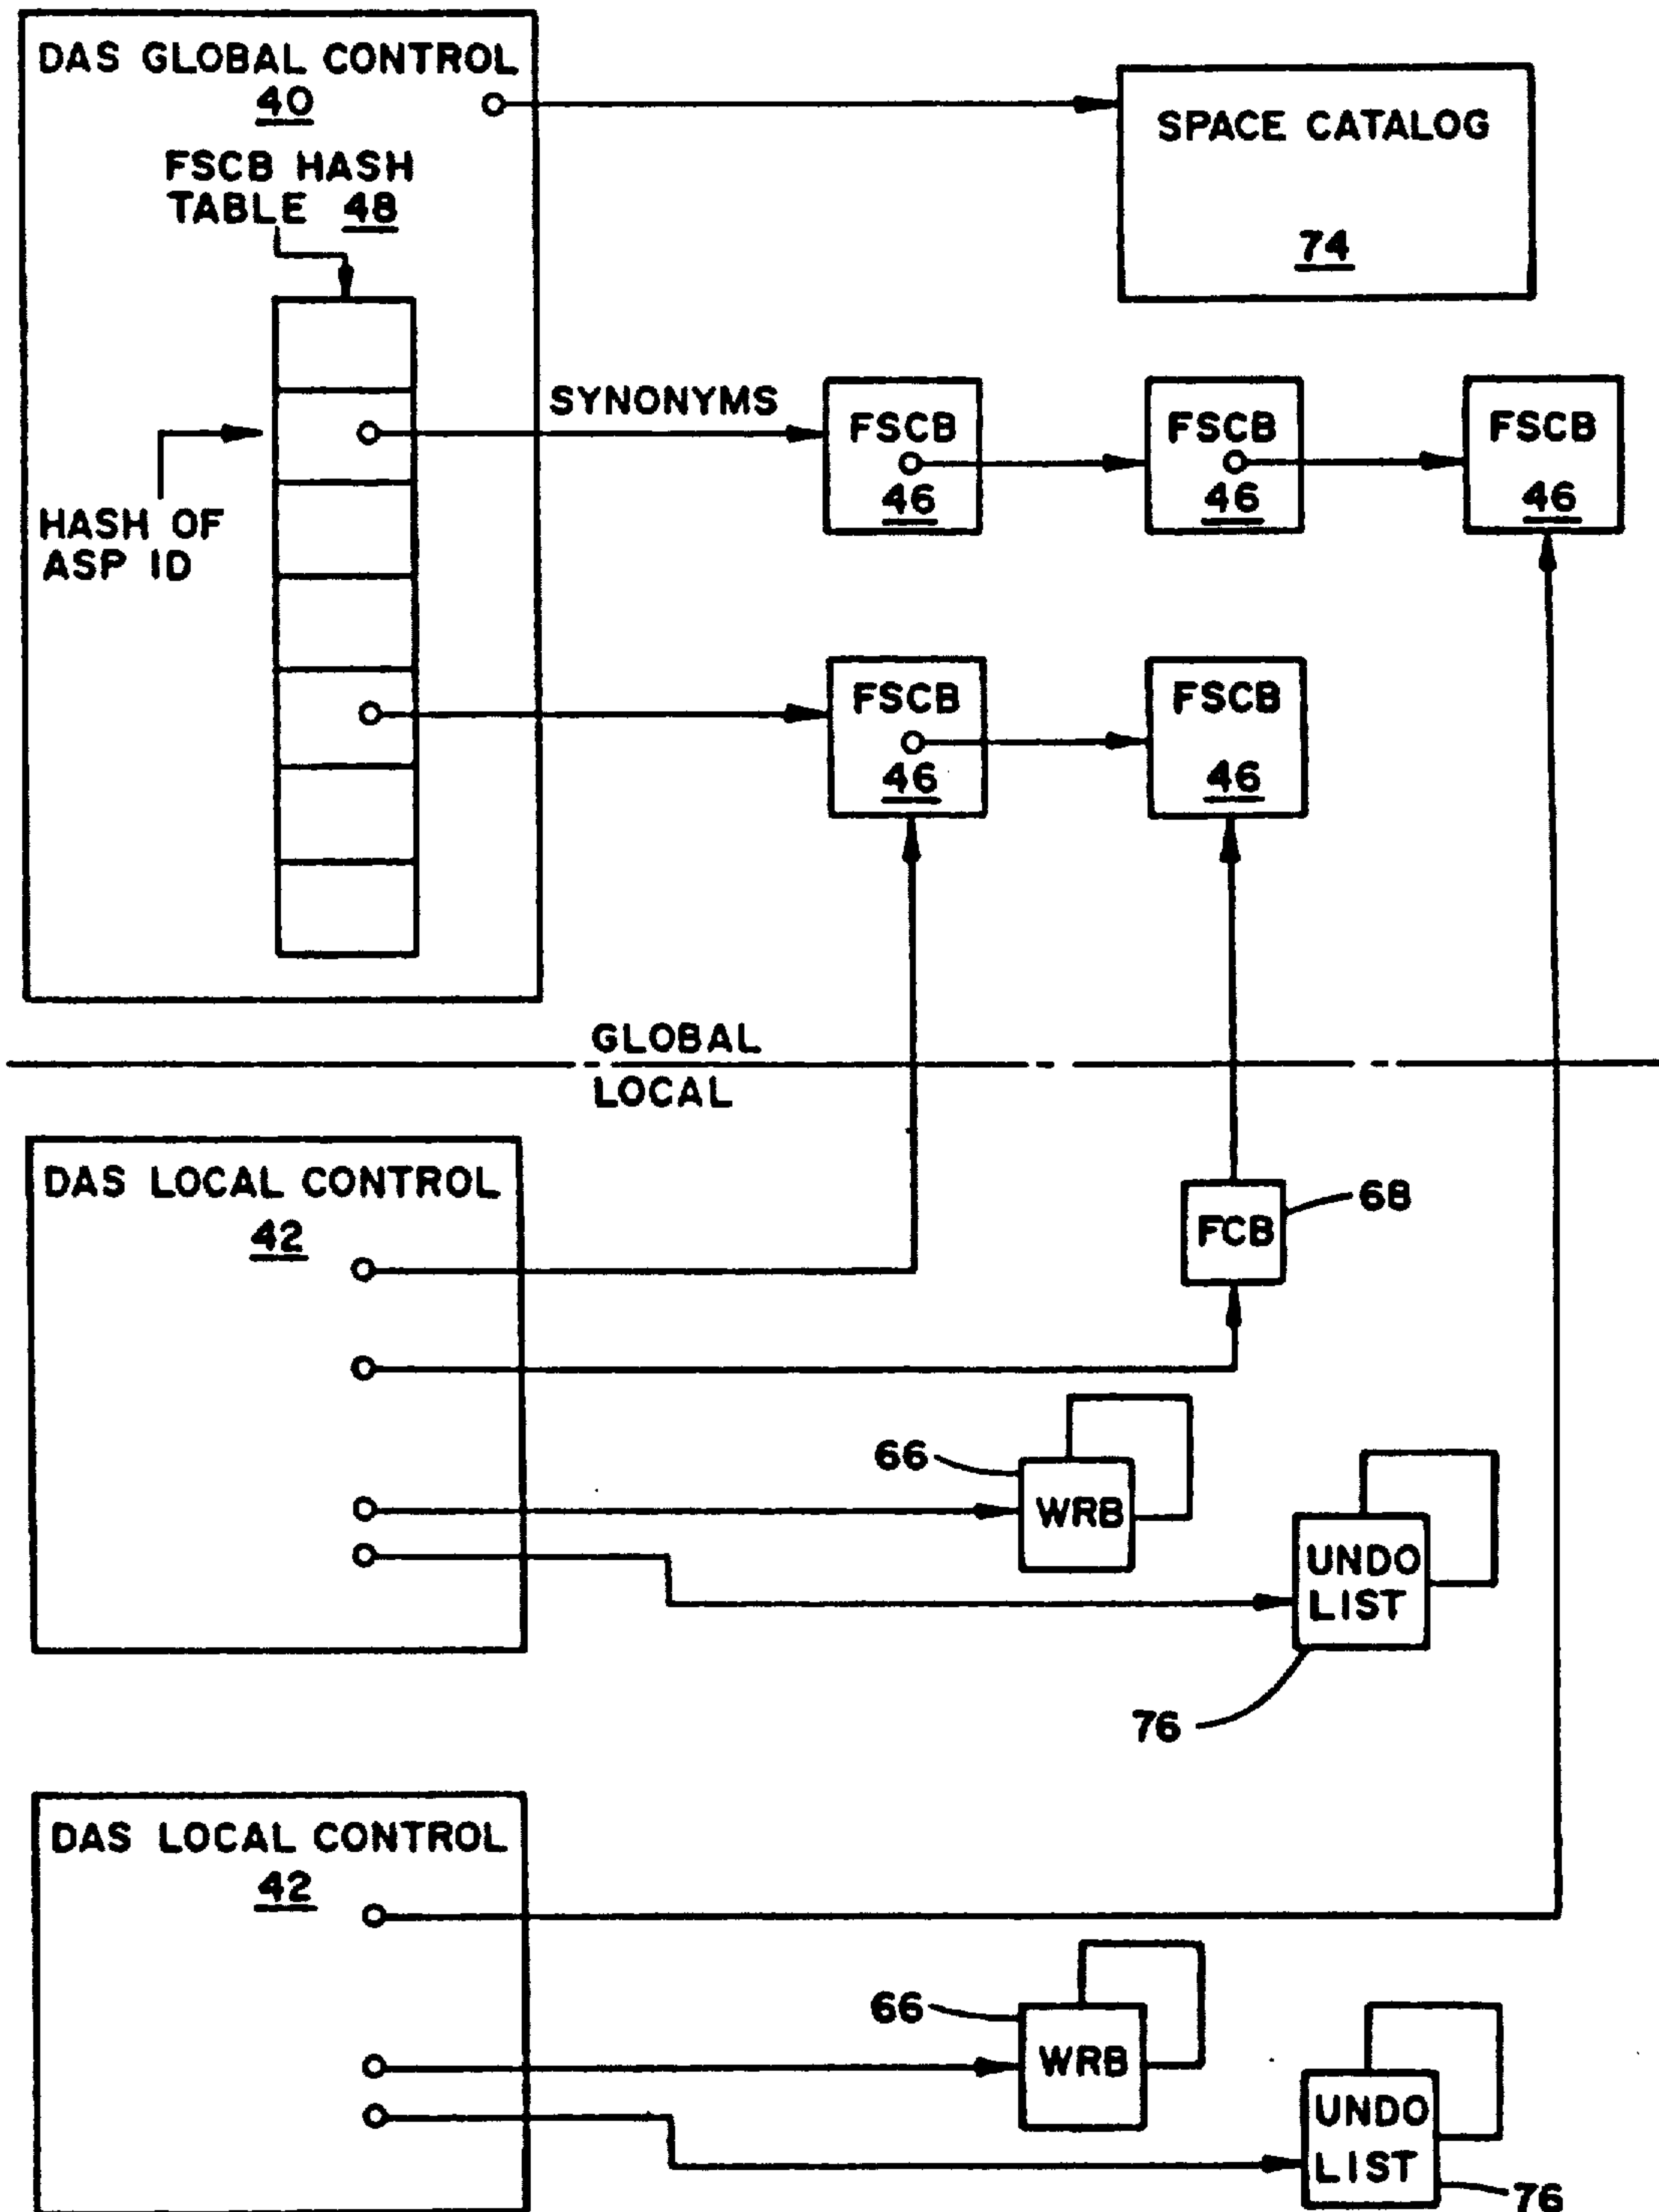 DAS GLOBAL CONTROL
40
FSCB HASH
TABLE 48
HASH OF
ASP ID
SPACE CATALOG
74
SYNONYMS
FSCB
46
FSCB
46
FSCB
46
FSCB
46
FSCB
46
GLOBAL
LOCAL
DAS LOCAL CONTROL
42
FCB
68
66
WRB
UNDO
LIST
76
DAS LOCAL CONTROL
42
66
WRB
UNDO
LIST
76